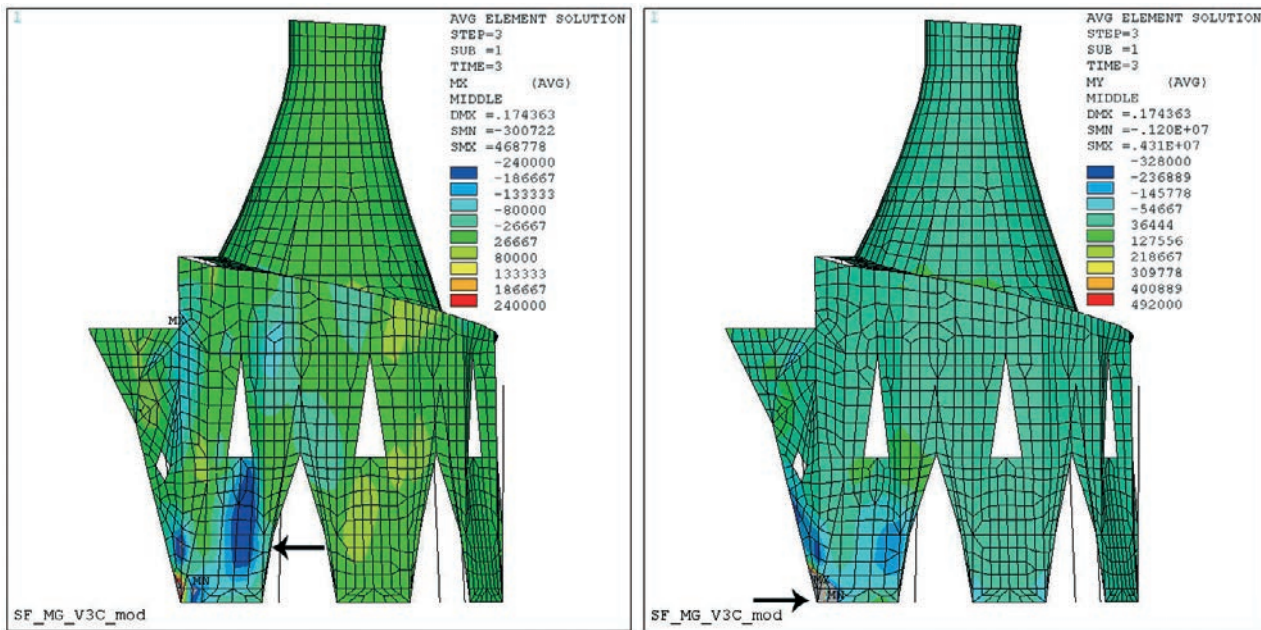 1
AVG ELEMENT SOLUTION
STEP=3
SUB =1
TIME=3
MX (AVG)
MIDDLE
DMX =.174363
SMN =-300722
SMX =468778
-240000
-186667
-133333
-80000
-26667
26667
80000
133333
186667
240000
MX
MN
SF_MG_V3C_mod
1
AVG ELEMENT SOLUTION
STEP=3
SUB =1
TIME=3
MY (AVG)
MIDDLE
DMX =.174363
SMN =-.120E+07
SMX =.431E+07
-328000
-236889
-145778
-54667
36444
127556
218667
309778
400889
492000
MX
MN
SF_MG_V3C_mod